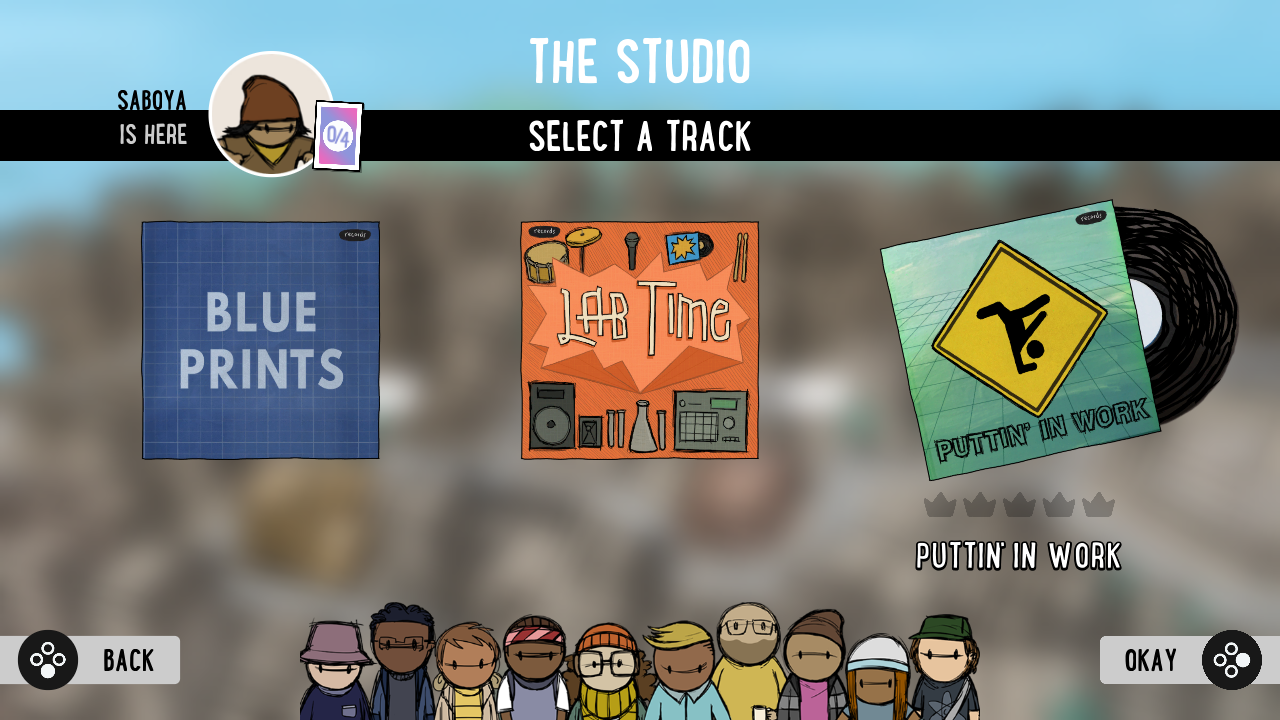 THE STUDIO
SABOYA
IS HERE
0/4
SELECT A TRACK
records
BLUE
PRINTS
records
LAB TIME
records
PUTTIN' IN WORK
PUTTIN' IN WORK
BACK
OKAY